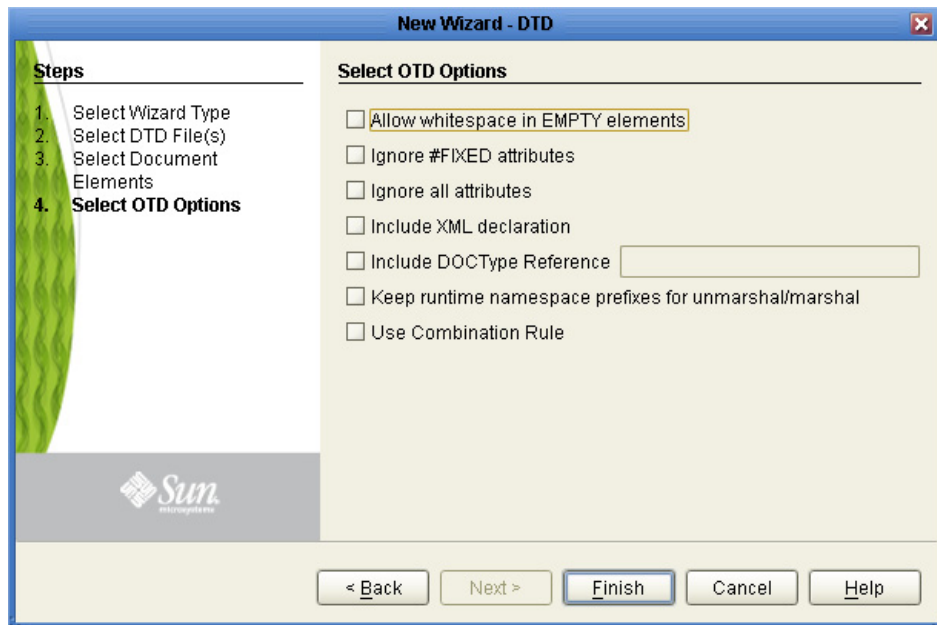 New Wizard - DTD
Steps
1. Select Wizard Type
2. Select DTD File(s)
3. Select Document
Elements
4. Select OTD Options
Select OTD Options
Allow whitespace in EMPTY elements
Ignore #FIXED attributes
Ignore all attributes
Include XML declaration
Include DOCType Reference
Keep runtime namespace prefixes for unmarshal/marshal
Use Combination Rule
Sun
microsystems
< Back
Next >
Finish
Cancel
Help